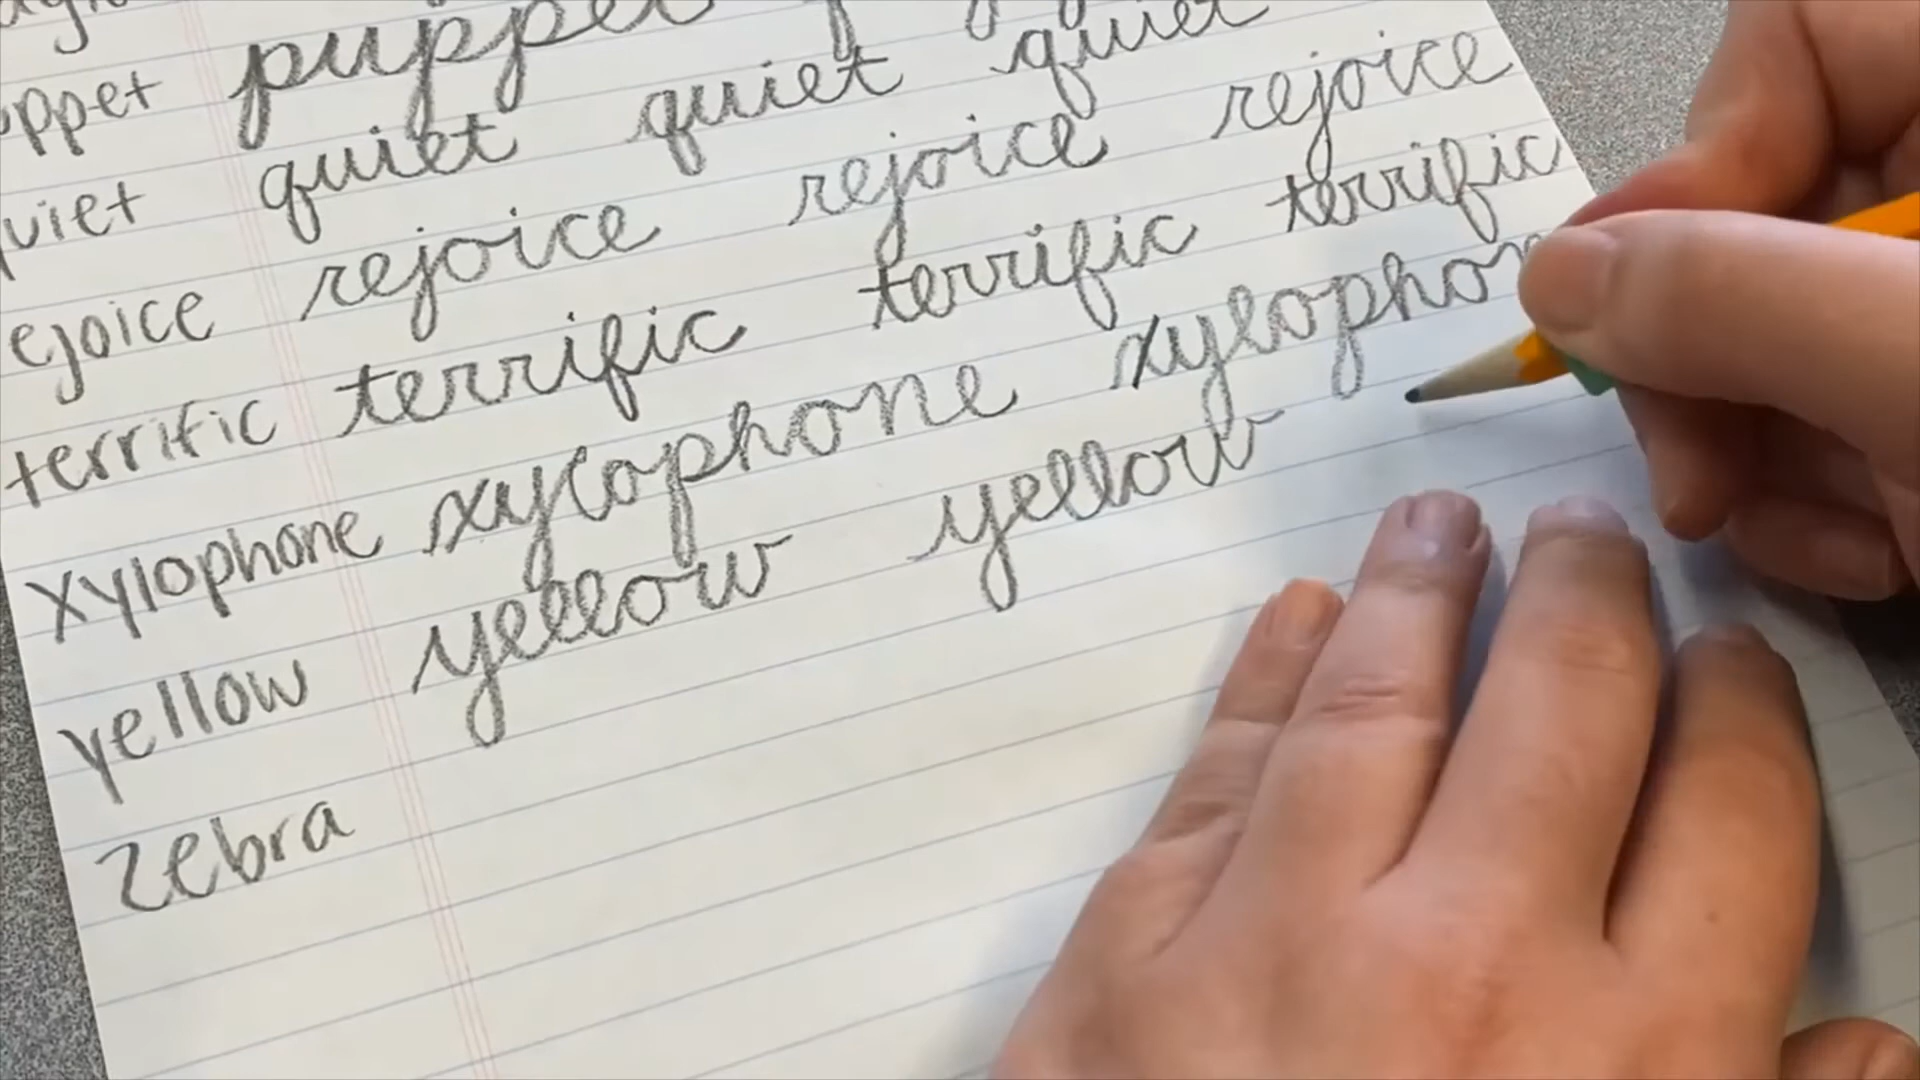 puppet puppet
quiet quiet quiet quiet
rejoice rejoice rejoice rejoice
terrific terrific terrific terrific
xylophone xylophone xylophon
yellow yellow yellow
zebra